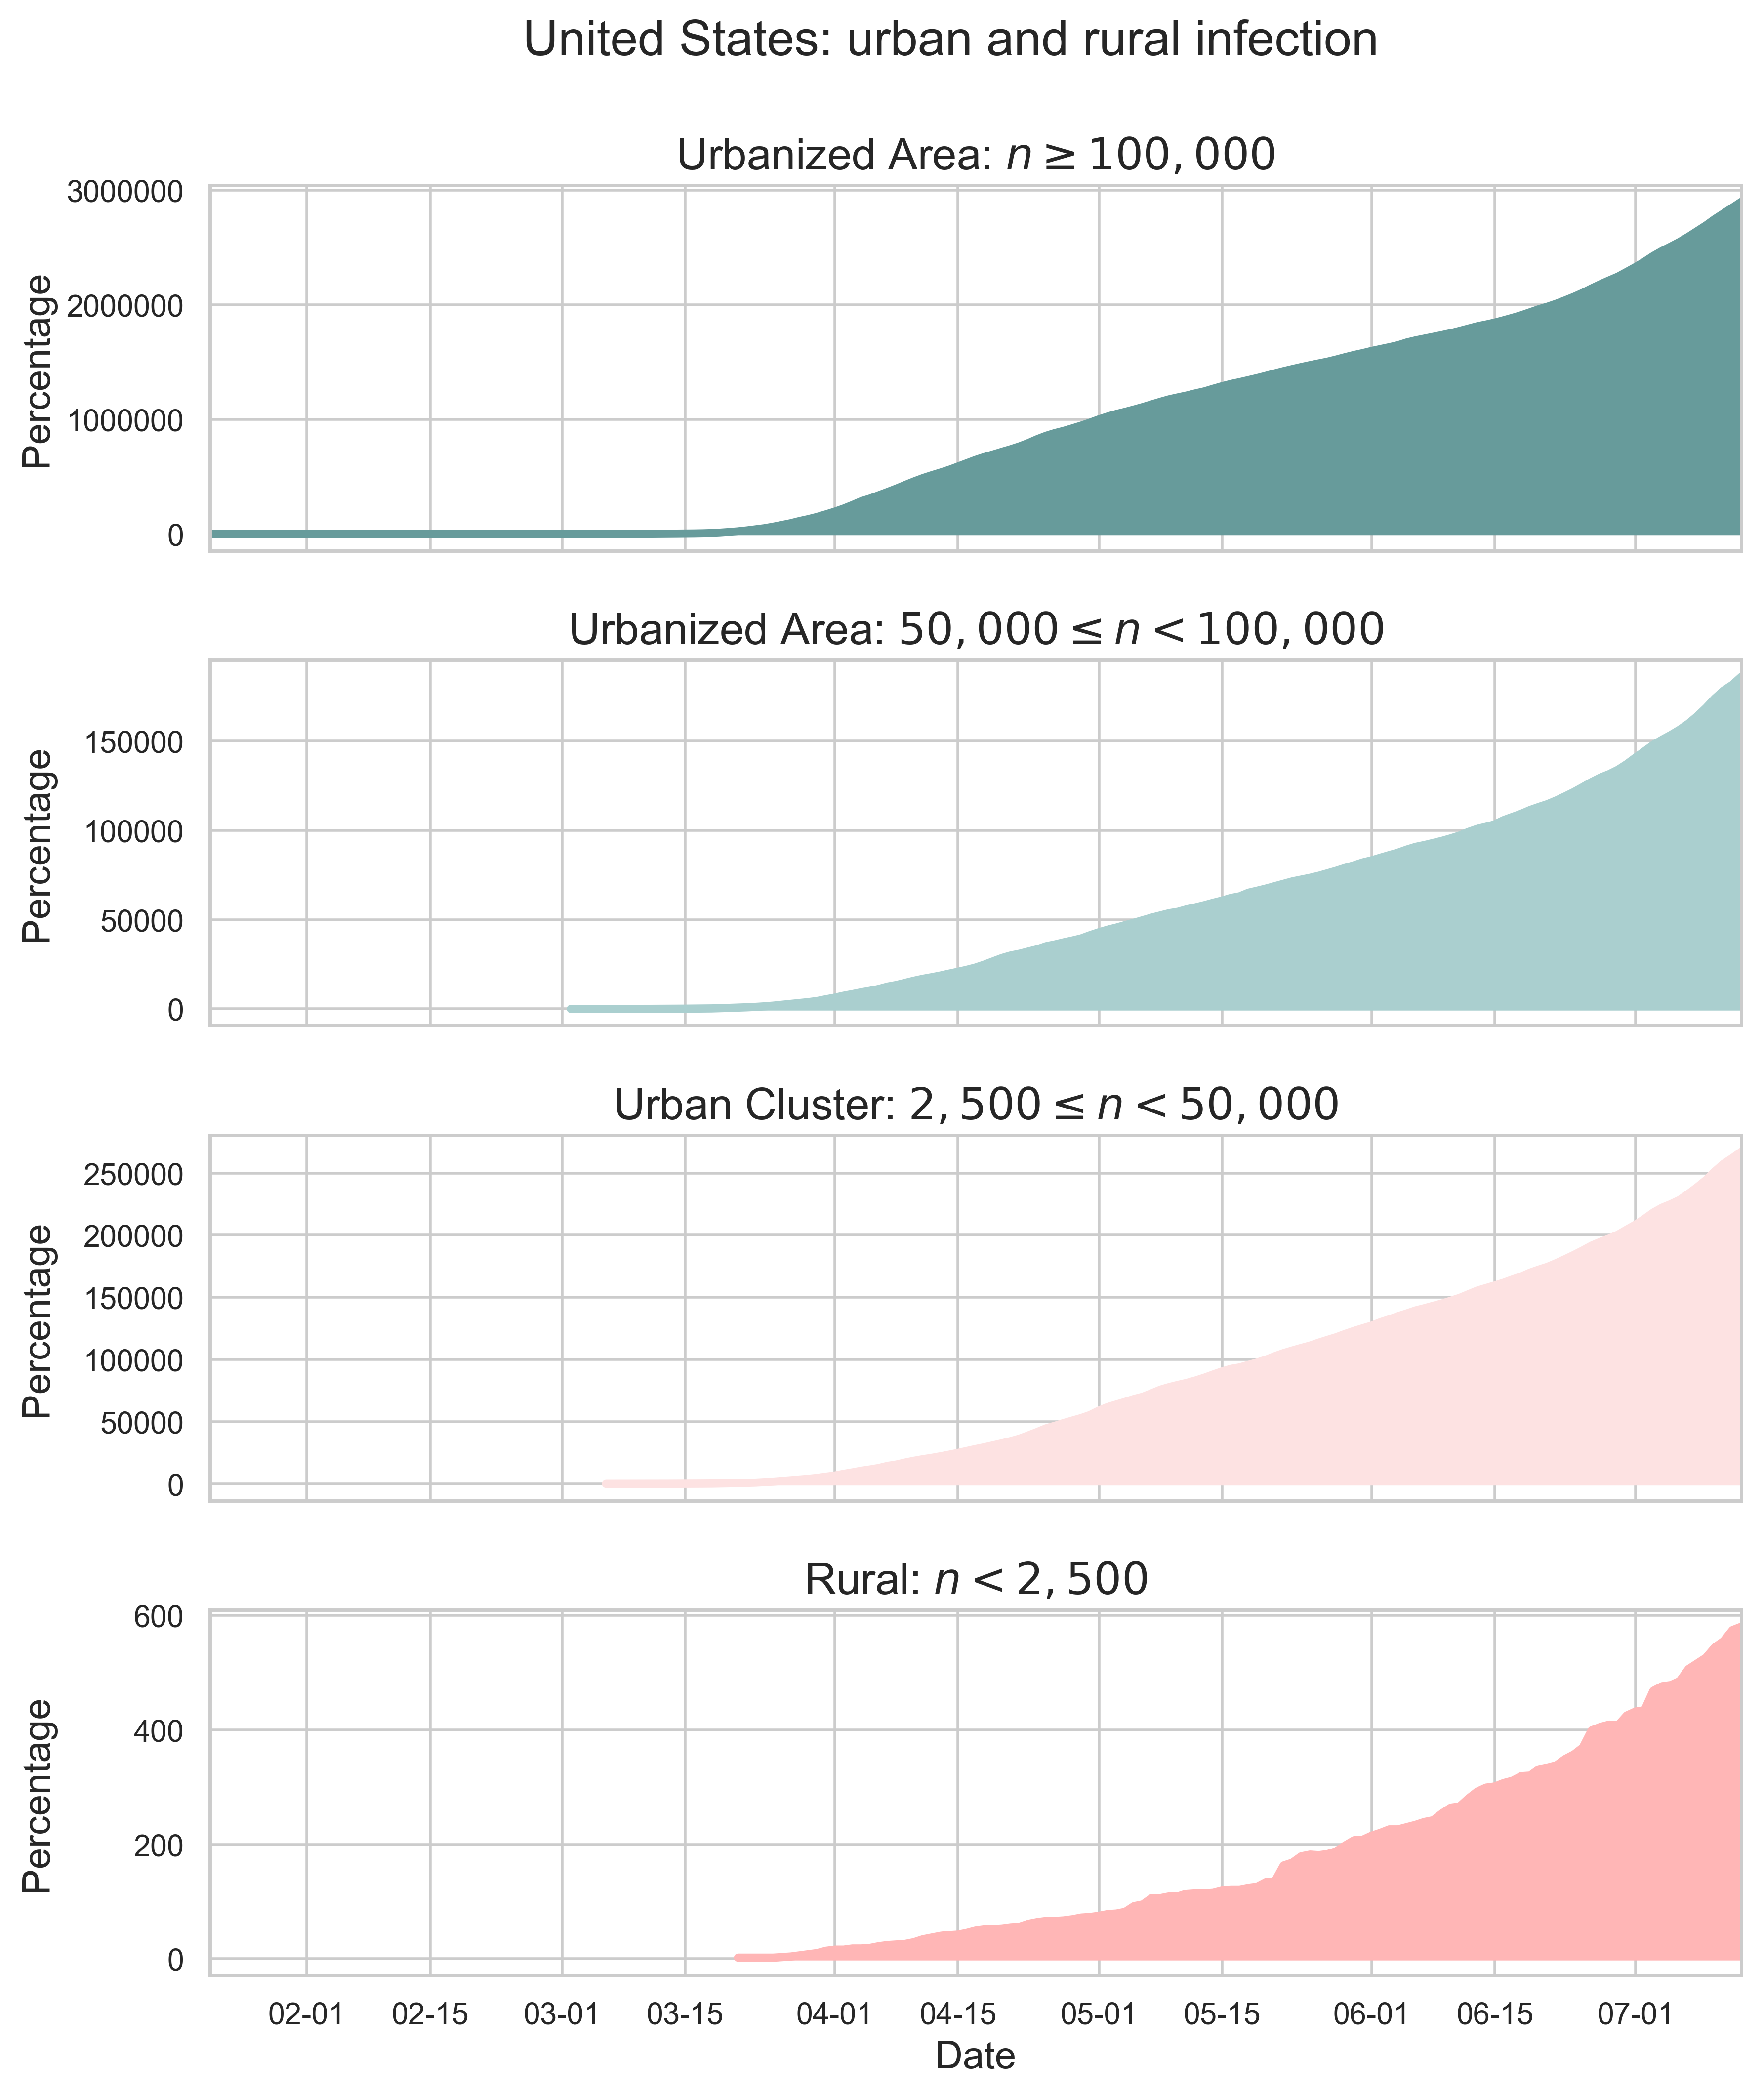 United States: urban and rural infection
Urbanized Area: n ≥ 100,000
3000000
2000000
1000000
0
Percentage
Urbanized Area: 50,000 ≤ n < 100,000
150000
100000
50000
0
Percentage
Urban Cluster: 2,500 ≤ n < 50,000
250000
200000
150000
100000
50000
0
Percentage
Rural: n < 2,500
600
400
200
0
Percentage
02-01 02-15 03-01 03-15 04-01 04-15 05-01 05-15 06-01 06-15 07-01
Date